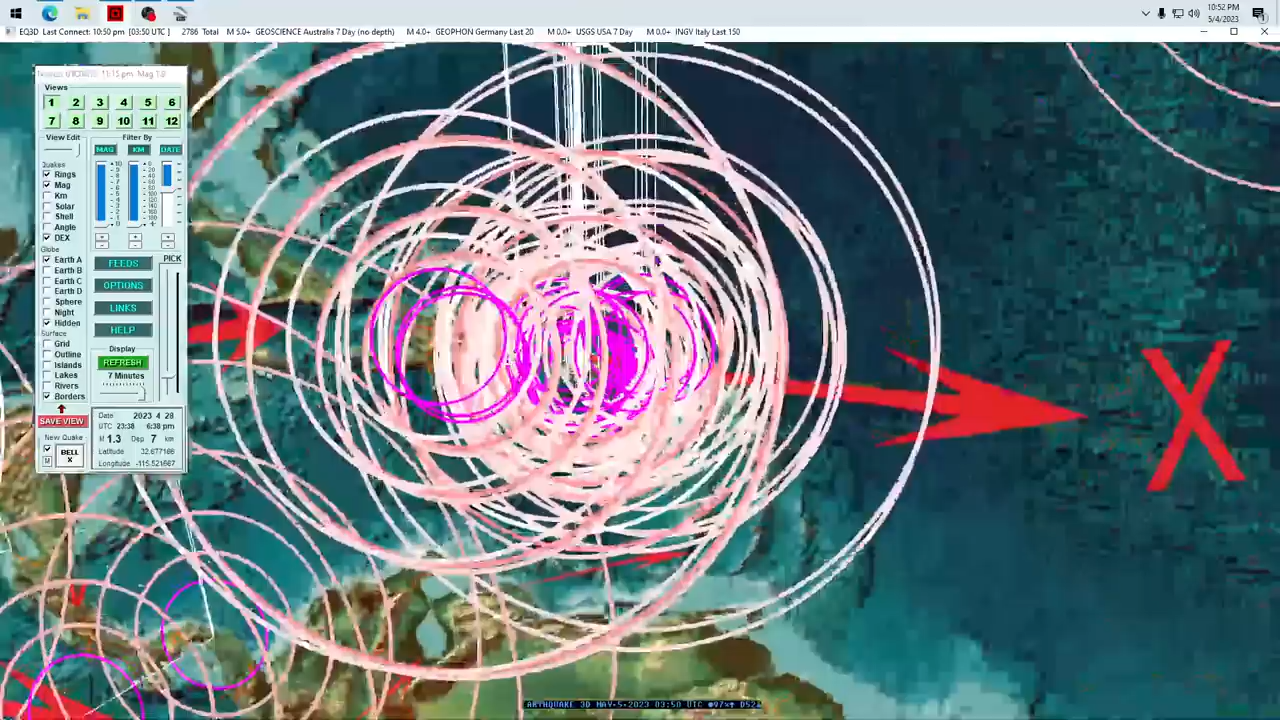 10:52 PM
5/4/2023
EQ3D Last Connect: 10:50 pm [03:50 UTC ] 2786 Total M 5.0+ GEOSCIENCE Australia 7 Day (no depth) M 4.0+ GEOPHON Germany Last 20 M 0.0+ USGS USA 7 Day M 0.0+ INGV Italy Last 150
Views
1 2 3 4 5 6
7 8 9 10 11 12
View Edit
Filter By
MAG KM DATE
Quakes
Rings
Mag
Km
Solar
Shell
Angle
DEX
Globe
Earth A
Earth B
Earth C
Earth D
Sphere
Night
Hidden
Surface
Grid
Outline
Islands
Lakes
Rivers
Borders
PICK
FEEDS
OPTIONS
LINKS
HELP
Display
REFRESH
7 Minutes
SAVE VIEW
New Quake
BELL
X
M
Date 2023 4 28
UTC 23:38 6:38 pm
M 1.3 Dep 7 km
Latitude 32.677166
Longitude -115.521667
X